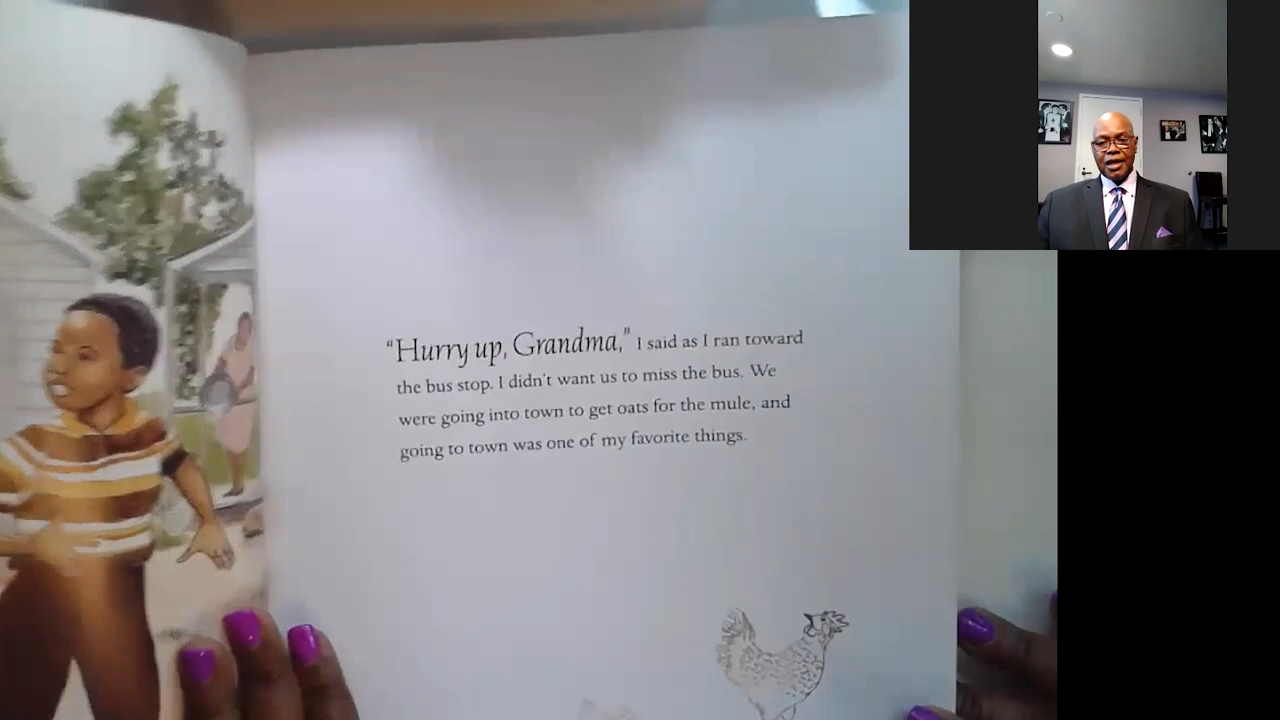 “Hurry up, Grandma,” I said as I ran toward
the bus stop. I didn't want us to miss the bus. We
were going into town to get oats for the mule, and
going to town was one of my favorite things.